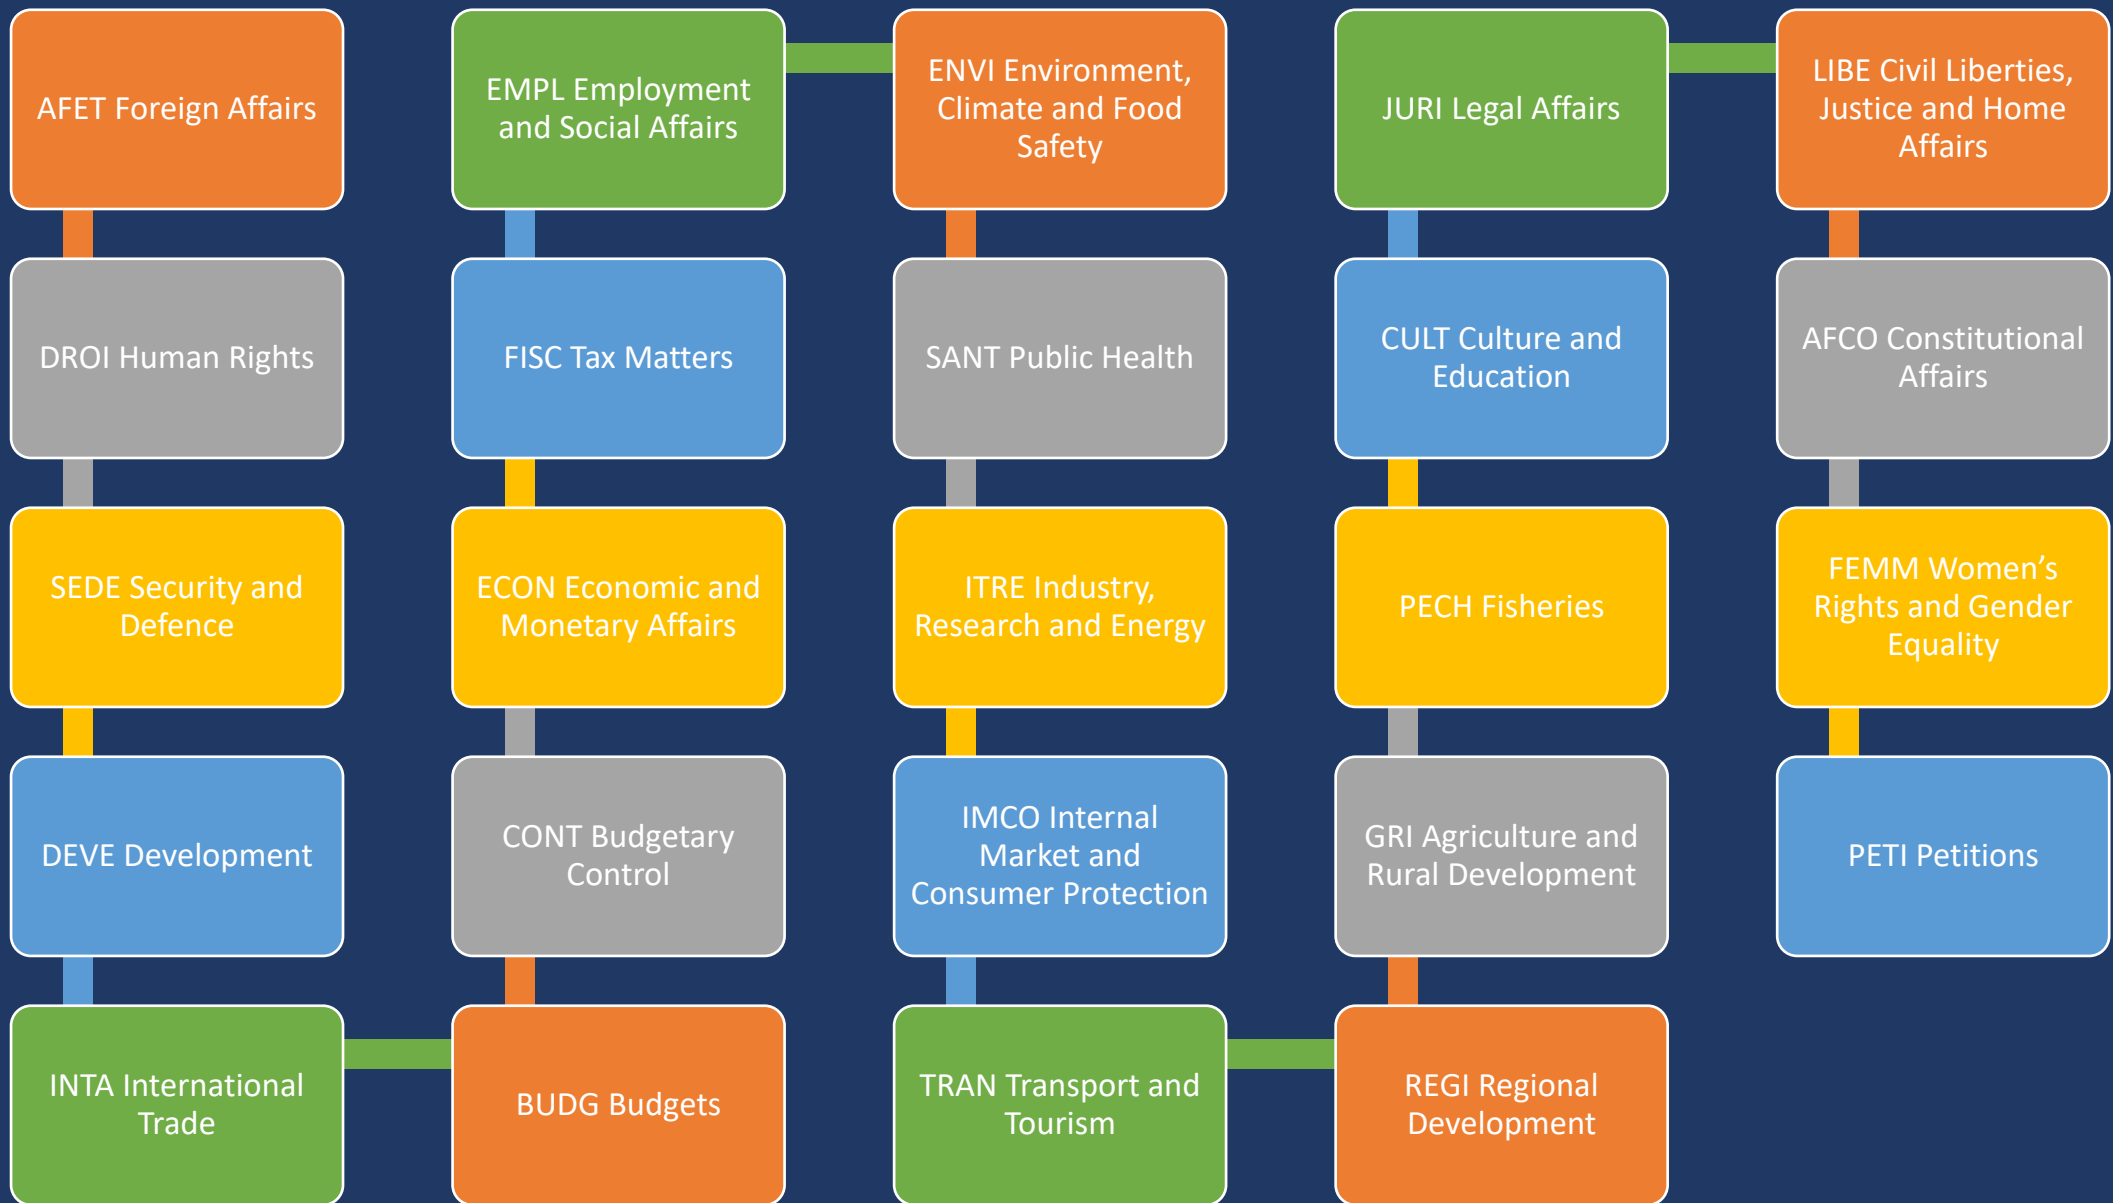 AFET Foreign Affairs
DROI Human Rights
SEDE Security and
Defence
DEVE Development
INTA International
Trade
BUDG Budgets
CONT Budgetary
Control
ECON Economic and
Monetary Affairs
FISC Tax Matters
EMPL Employment
and Social Affairs
ENVI Environment,
Climate and Food
Safety
SANT Public Health
ITRE Industry,
Research and Energy
IMCO Internal
Market and
Consumer Protection
TRAN Transport and
Tourism
REGI Regional
Development
GRI Agriculture and
Rural Development
PECH Fisheries
CULT Culture and
Education
JURI Legal Affairs
LIBE Civil Liberties,
Justice and Home
Affairs
AFCO Constitutional
Affairs
FEMM Women’s
Rights and Gender
Equality
PETI Petitions